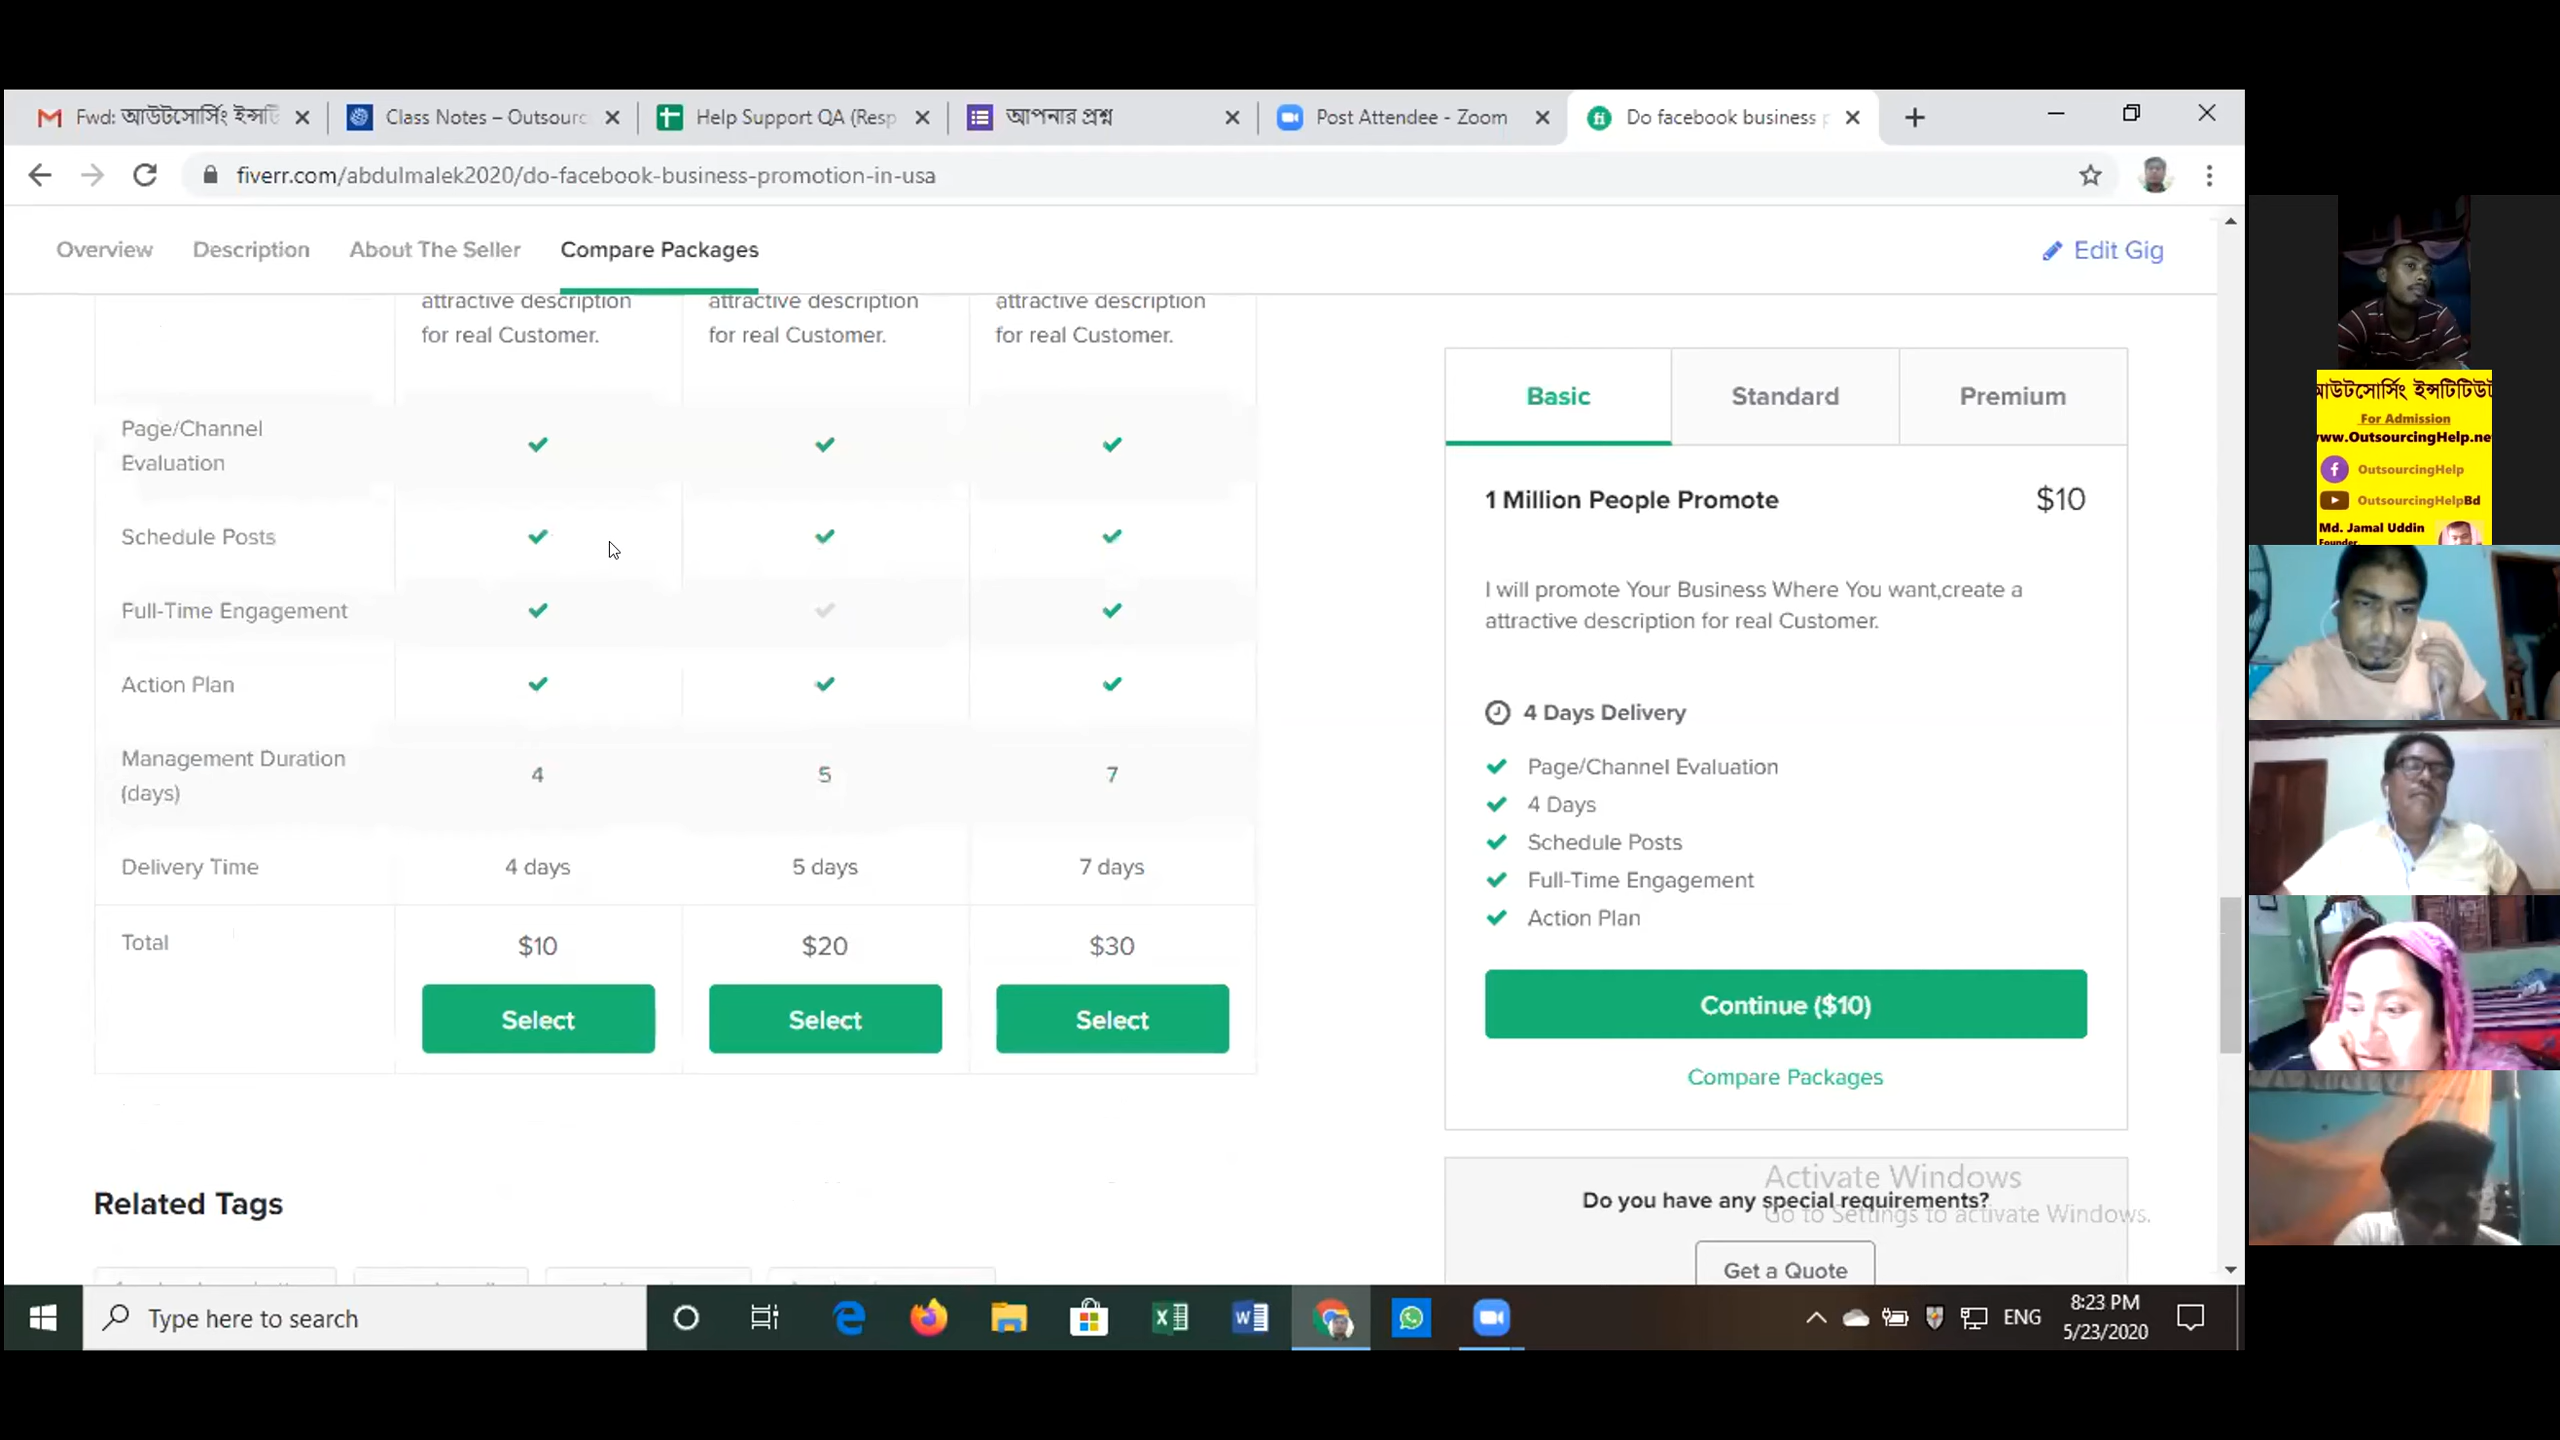 Fwd: আউটসোর্সিং ইন্সটি
Class Notes – Outsourc
Help Support QA (Resp
আপনার প্রশ্ন
Post Attendee - Zoom
Do facebook business p
fiverr.com/abdulmalek2020/do-facebook-business-promotion-in-usa
Overview
Description
About The Seller
Compare Packages
Edit Gig
attractive description attractive description attractive description
for real Customer. for real Customer. for real Customer.
Page/Channel
Evaluation
Schedule Posts
Full-Time Engagement
Action Plan
Management Duration
(days)
4 5 7
Delivery Time 4 days 5 days 7 days
Total $10 $20 $30
Select Select Select
Related Tags
Basic Standard Premium
1 Million People Promote $10
I will promote Your Business Where You want,create a
attractive description for real Customer.
4 Days Delivery
Page/Channel Evaluation
4 Days
Schedule Posts
Full-Time Engagement
Action Plan
Continue ($10)
Compare Packages
Do you have any special requirements?
Get a Quote
Activate Windows
Go to Settings to activate Windows.
আউটসোর্সিং ইন্সটিটিউট
For Admission
www.OutsourcingHelp.ne
OutsourcingHelp
OutsourcingHelpBd
Md. Jamal Uddin
Founder,
Type here to search
ENG
8:23 PM
5/23/2020